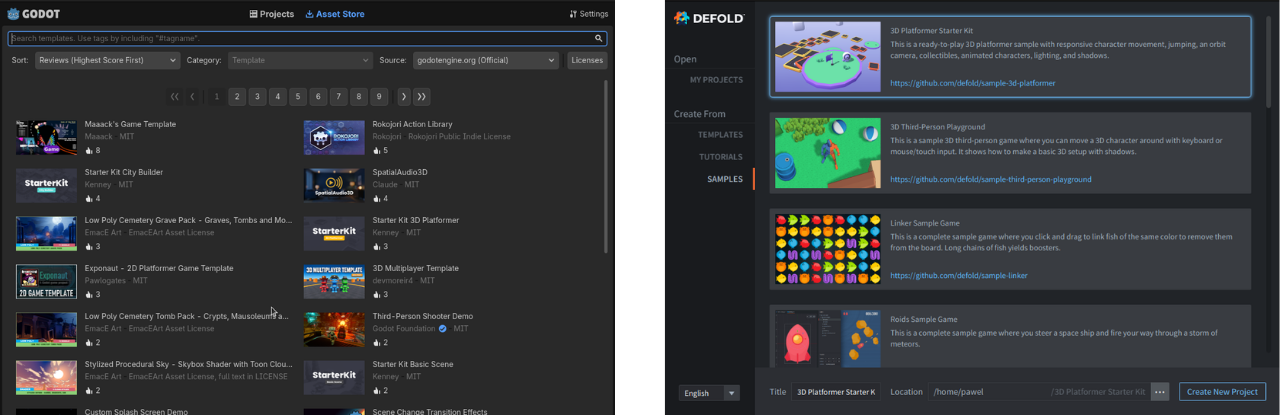 GODOT
Projects
Asset Store
Settings
Search templates. Use tags by including "#tagname".
Sort:
Reviews (Highest Score First)
Category:
Template
Source:
godotengine.org (Official)
Licenses
1 2 3 4 5 6 7 8 9
Maaack's Game Template
Maaack MIT
8
Rokojori Action Library
Rokojori Rokojori Public Indie License
5
Starter Kit City Builder
Kenney MIT
4
SpatialAudio3D
Claude MIT
4
Low Poly Cemetery Grave Pack - Graves, Tombs and Mo...
EmacE Art EmacEArt Asset License
3
Starter Kit 3D Platformer
Kenney MIT
3
Exponaut - 2D Platformer Game Template
Pawlogates MIT
3
3D Multiplayer Template
devmoreird MIT
3
Low Poly Cemetery Tomb Pack - Crypts, Mausoleums a...
EmacE Art EmacEArt Asset License
2
Third-Person Shooter Demo
Godot Foundation MIT
2
Stylized Procedural Sky - Skybox Shader with Toon Clou...
EmacE Art EmacEArt Asset License, full text in LICENSE
2
Starter Kit Basic Scene
Kenney MIT
2
Custom Splash Screen Demo
Scene Change Transition Effects
Game
StarterKit
SpatialAudio3D
StarterKit
Exponaut
2D GAME TEMPLATE
3D MULTIPLAYER TEMPLATE
StarterKit
DEFOLD
Open
MY PROJECTS
Create From
TEMPLATES
TUTORIALS
SAMPLES
English
3D Platformer Starter Kit
This is a ready-to-play 3D platformer sample with responsive character movement, jumping, an orbit
camera, collectibles, animated characters, lighting, and shadows.
https://github.com/defold/sample-3d-platformer
3D Third-Person Playground
This is a sample 3D third-person game where you can move a 3D character around with keyboard or
mouse/touch input. It shows how to make a basic 3D setup with shadows.
https://github.com/defold/sample-third-person-playground
Linker Sample Game
This is a complete sample game where you click and drag to link fish of the same color to remove them
from the board. Long chains of fish yields boosters.
https://github.com/defold/sample-linker
Roids Sample Game
This is a complete sample game where you steer a space ship and fire your way through a storm of
meteors.
Title
3D Platformer Starter K
Location
/home/pawel
/3D Platformer Starter Kit
Create New Project